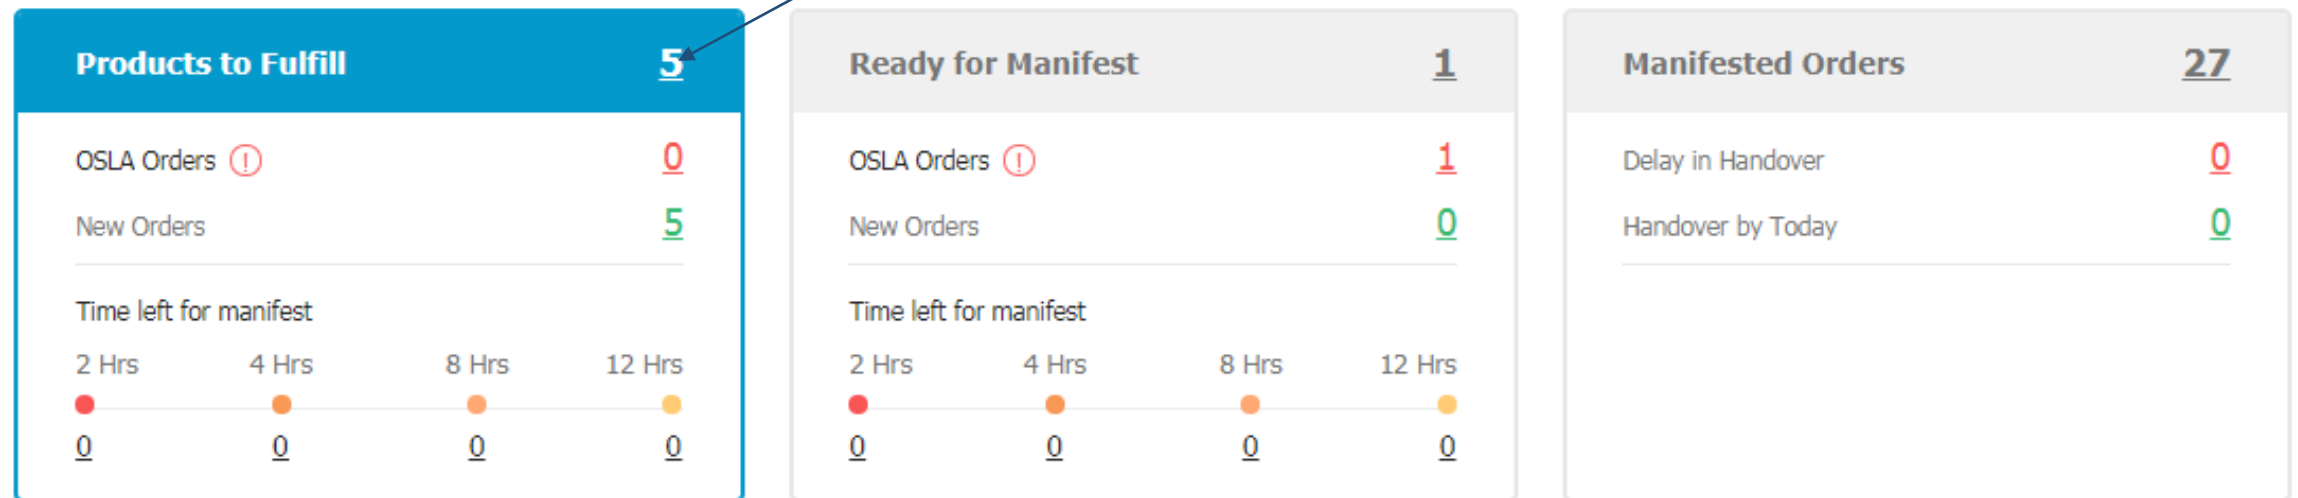 Products to Fulfill 5
OSLA Orders ! 0
New Orders 5
Time left for manifest
2 Hrs 4 Hrs 8 Hrs 12 Hrs
0 0 0 0
Ready for Manifest 1
OSLA Orders ! 1
New Orders 0
Time left for manifest
2 Hrs 4 Hrs 8 Hrs 12 Hrs
0 0 0 0
Manifested Orders 27
Delay in Handover 0
Handover by Today 0